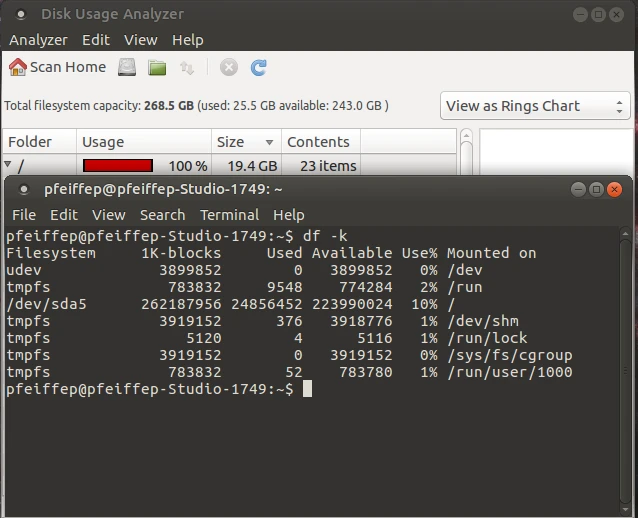 Disk Usage Analyzer
Analyzer Edit View Help
Scan Home
Total filesystem capacity: 268.5 GB (used: 25.5 GB available: 243.0 GB ) View as Rings Chart
Folder Usage Size Contents
/ 100 % 19.4 GB 23 items
pfeiffep@pfeiffep-Studio-1749: ~
File Edit View Search Terminal Help
pfeiffep@pfeiffep-Studio-1749:~$ df -k
Filesystem 1K-blocks Used Available Use% Mounted on
udev 3899852 0 3899852 0% /dev
tmpfs 783832 9548 774284 2% /run
/dev/sda5 262187956 24856452 223990024 10% /
tmpfs 3919152 376 3918776 1% /dev/shm
tmpfs 5120 4 5116 1% /run/lock
tmpfs 3919152 0 3919152 0% /sys/fs/cgroup
tmpfs 783832 52 783780 1% /run/user/1000
pfeiffep@pfeiffep-Studio-1749:~$